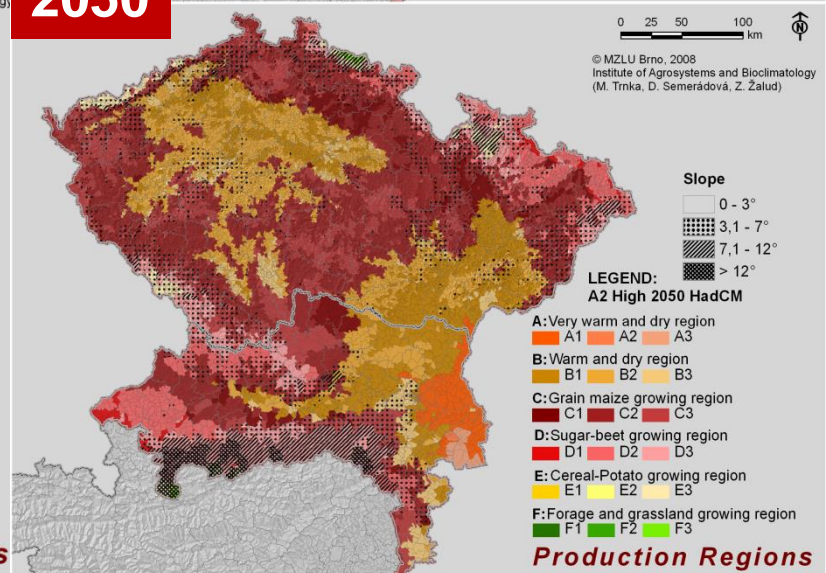 2050
0 25 50 100
km
N
© MZLU Brno, 2008
Institute of Agrosystems and Bioclimatology
(M. Trnka, D. Semerádová, Z. Žalud)
Slope
0 - 3°
3,1 - 7°
7,1 - 12°
> 12°
LEGEND:
A2 High 2050 HadCM
A:Very warm and dry region
A1 A2 A3
B:Warm and dry region
B1 B2 B3
C:Grain maize growing region
C1 C2 C3
D:Sugar-beet growing region
D1 D2 D3
E:Cereal-Potato growing region
E1 E2 E3
F:Forage and grassland growing region
F1 F2 F3
Production Regions